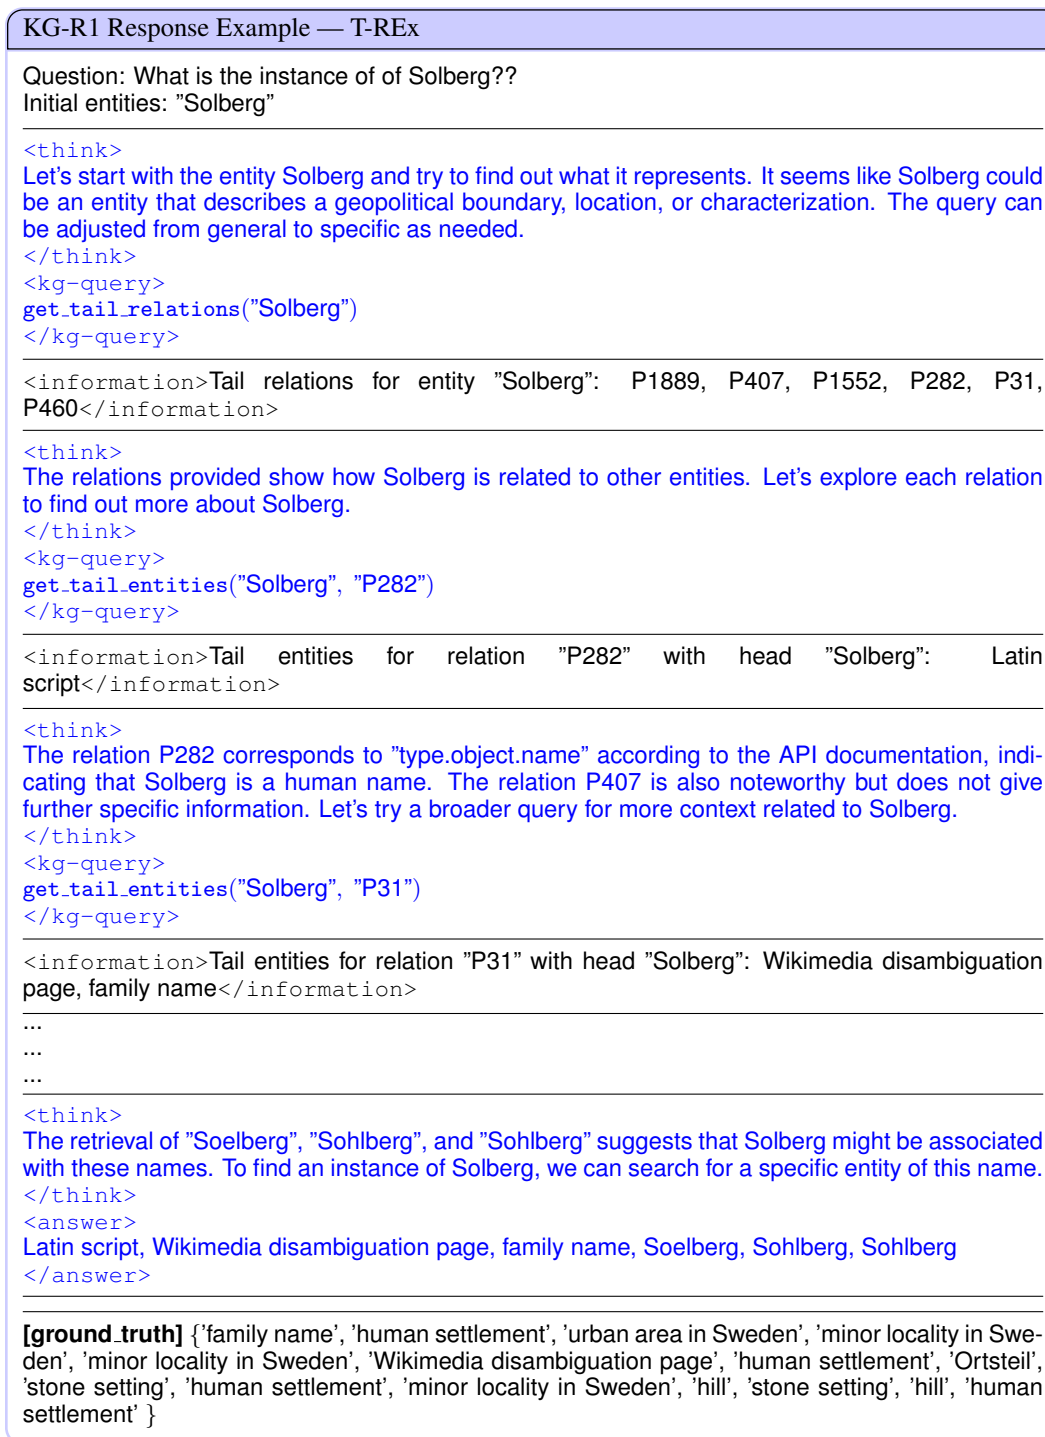 KG-R1 Response Example — T-REx
Question: What is the instance of of Solberg??
Initial entities: ”Solberg”
<think>
Let’s start with the entity Solberg and try to find out what it represents. It seems like Solberg could
be an entity that describes a geopolitical boundary, location, or characterization. The query can
be adjusted from general to specific as needed.
</think>
<kg-query>
get_tail_relations(”Solberg”)
</kg-query>
<information>Tail relations for entity ”Solberg”: P1889, P407, P1552, P282, P31,
P460</information>
<think>
The relations provided show how Solberg is related to other entities. Let’s explore each relation
to find out more about Solberg.
</think>
<kg-query>
get_tail_entities(”Solberg”, ”P282”)
</kg-query>
<information>Tail entities for relation ”P282” with head ”Solberg”: Latin
script</information>
<think>
The relation P282 corresponds to ”type.object.name” according to the API documentation, indi-
cating that Solberg is a human name. The relation P407 is also noteworthy but does not give
further specific information. Let’s try a broader query for more context related to Solberg.
</think>
<kg-query>
get_tail_entities(”Solberg”, ”P31”)
</kg-query>
<information>Tail entities for relation ”P31” with head ”Solberg”: Wikimedia disambiguation
page, family name</information>
...
...
...
<think>
The retrieval of ”Soelberg”, ”Sohlberg”, and ”Sohlberg” suggests that Solberg might be associated
with these names. To find an instance of Solberg, we can search for a specific entity of this name.
</think>
<answer>
Latin script, Wikimedia disambiguation page, family name, Soelberg, Sohlberg, Sohlberg
</answer>
[ground_truth] {’family name’, ’human settlement’, ’urban area in Sweden’, ’minor locality in Swe-
den’, ’minor locality in Sweden’, ’Wikimedia disambiguation page’, ’human settlement’, ’Ortsteil’,
’stone setting’, ’human settlement’, ’minor locality in Sweden’, ’hill’, ’stone setting’, ’hill’, ’human
settlement’ }